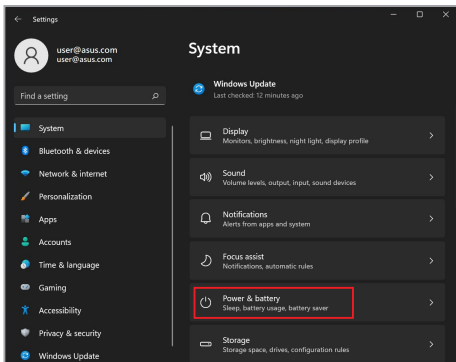 Settings
user@asus.com
user@asus.com
Find a setting
System
Bluetooth & devices
Network & internet
Personalization
Apps
Accounts
Time & language
Gaming
Accessibility
Privacy & security
Windows Update
System
Windows Update
Last checked: 12 minutes ago
Display
Monitors, brightness, night light, display profile
Sound
Volume levels, output, input, sound devices
Notifications
Alerts from apps and system
Focus assist
Notifications, automatic rules
Power & battery
Sleep, battery usage, battery saver
Storage
Storage space, drives, configuration rules